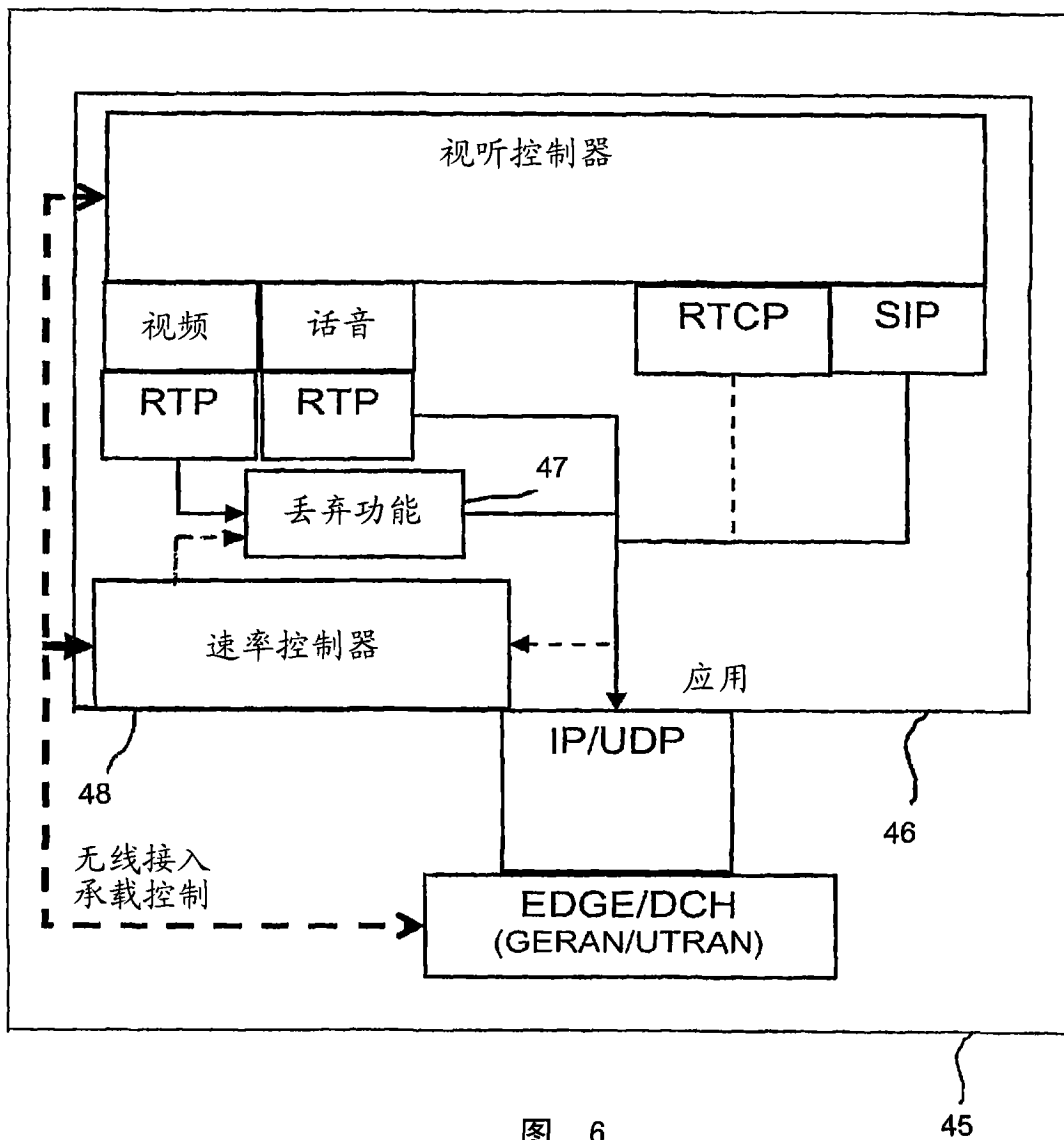 视听控制器
视频
话音
RTCP
SIP
RTP
RTP
47
丢弃功能
速率控制器
应用
IP/UDP
48
46
无线接入
承载控制
EDGE/DCH
(GERAN/UTRAN)
45
图 6